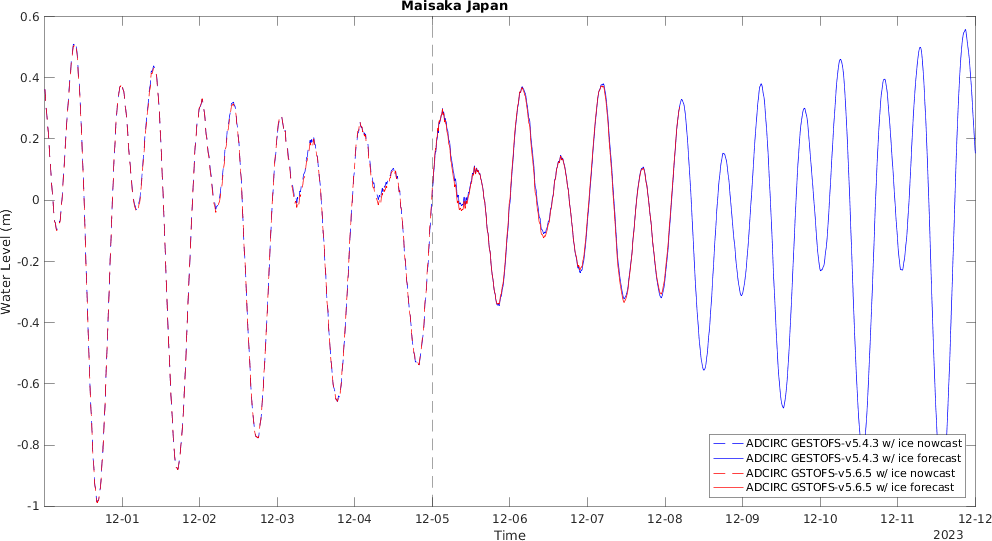 Maisaka Japan
0.6
0.4
0.2
0
-0.2
-0.4
-0.6
-0.8
-1
Water Level (m)
ADCIRC GESTOFS-v5.4.3 w/ ice nowcast
ADCIRC GESTOFS-v5.4.3 w/ ice forecast
ADCIRC GSTOFS-v5.6.5 w/ ice nowcast
ADCIRC GSTOFS-v5.6.5 w/ ice forecast
12-01 12-02 12-03 12-04 12-05 12-06 12-07 12-08 12-09 12-10 12-11 12-12
Time
2023